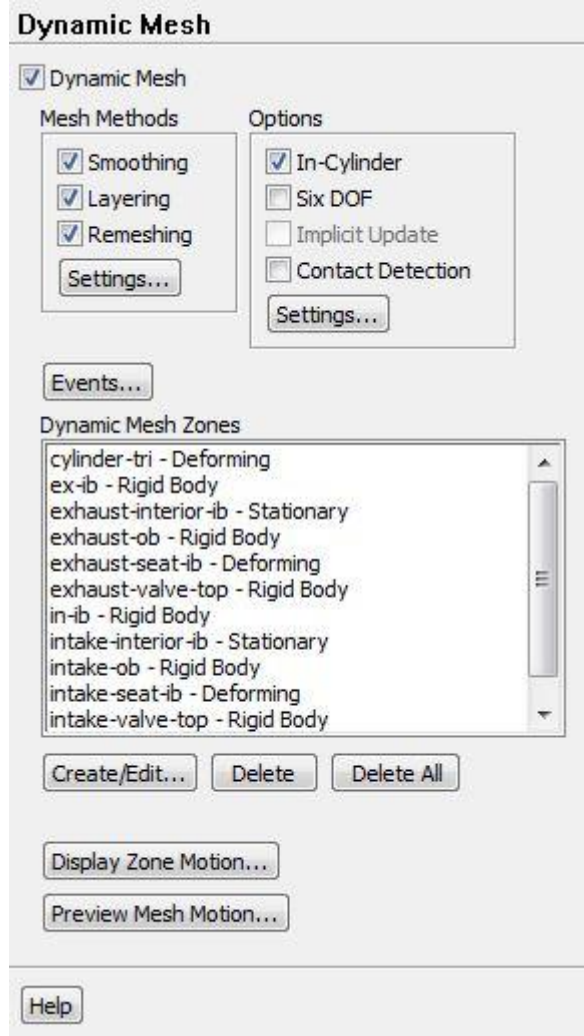 Dynamic Mesh
Dynamic Mesh
Mesh Methods
Smoothing
Layering
Remeshing
Settings...
Options
In-Cylinder
Six DOF
Implicit Update
Contact Detection
Settings...
Events...
Dynamic Mesh Zones
cylinder-tri - Deforming
ex-ib - Rigid Body
exhaust-interior-ib - Stationary
exhaust-ob - Rigid Body
exhaust-seat-ib - Deforming
exhaust-valve-top - Rigid Body
in-ib - Rigid Body
intake-interior-ib - Stationary
intake-ob - Rigid Body
intake-seat-ib - Deforming
intake-valve-top - Rigid Body
Create/Edit...
Delete
Delete All
Display Zone Motion...
Preview Mesh Motion...
Help